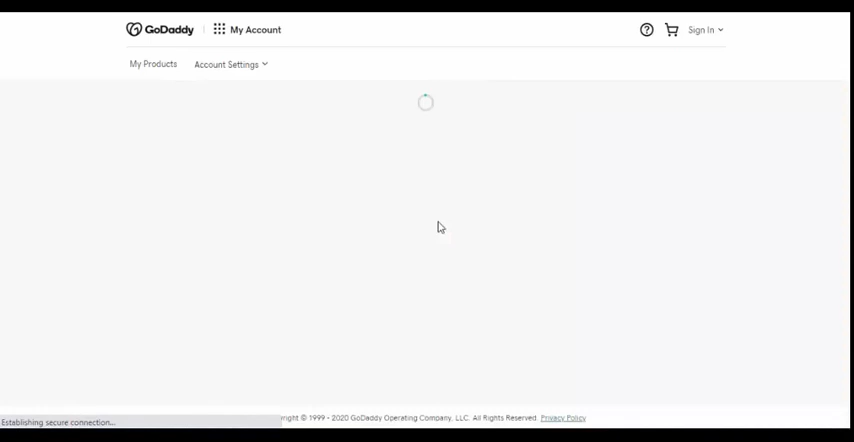 GoDaddy My Account Sign In
My Products Account Settings
Establishing secure connection...
right © 1999 - 2020 GoDaddy Operating Company, LLC. All Rights Reserved. Privacy Policy